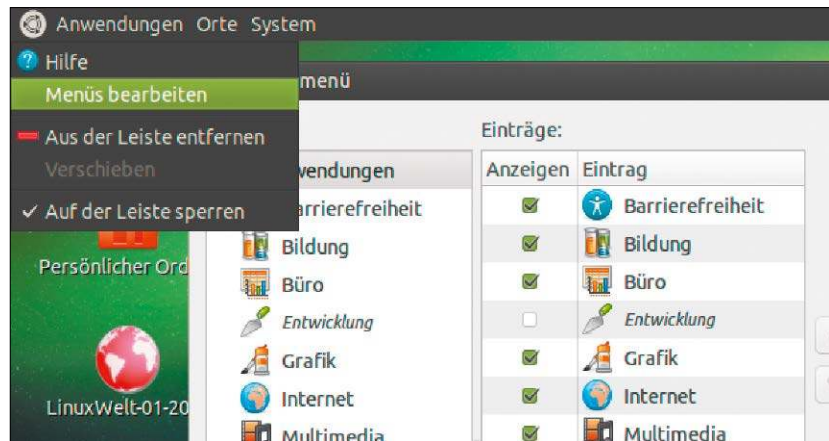 Anwendungen Orte System
Hilfe
Menüs bearbeiten
Aus der Leiste entfernen
Verschieben
Auf der Leiste sperren
menü
Einträge:
Anzeigen Eintrag
Barrierefreiheit
Bildung
Büro
Entwicklung
Grafik
Internet
Multimedia
Barrierefreiheit
Bildung
Büro
Entwicklung
Grafik
Internet
Multimedia
Persönlicher Ord
LinuxWelt-01-20